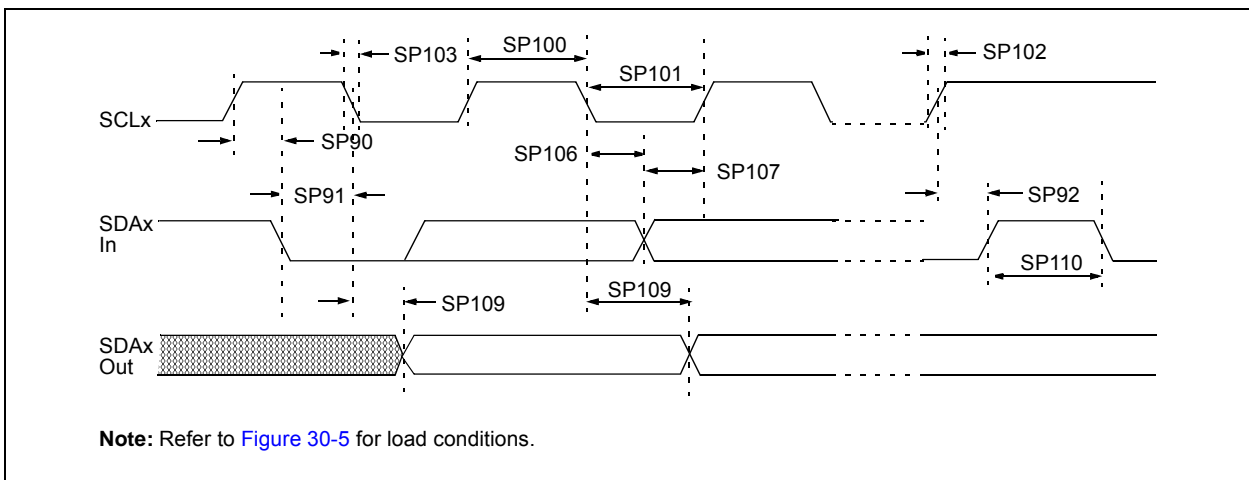 SP103
SP100
SP102
SP101
SCLx
SP90
SP106
SP107
SP91
SP92
SDAx
In
SP110
SP109
SP109
SDAx
Out
Note: Refer to Figure 30-5 for load conditions.